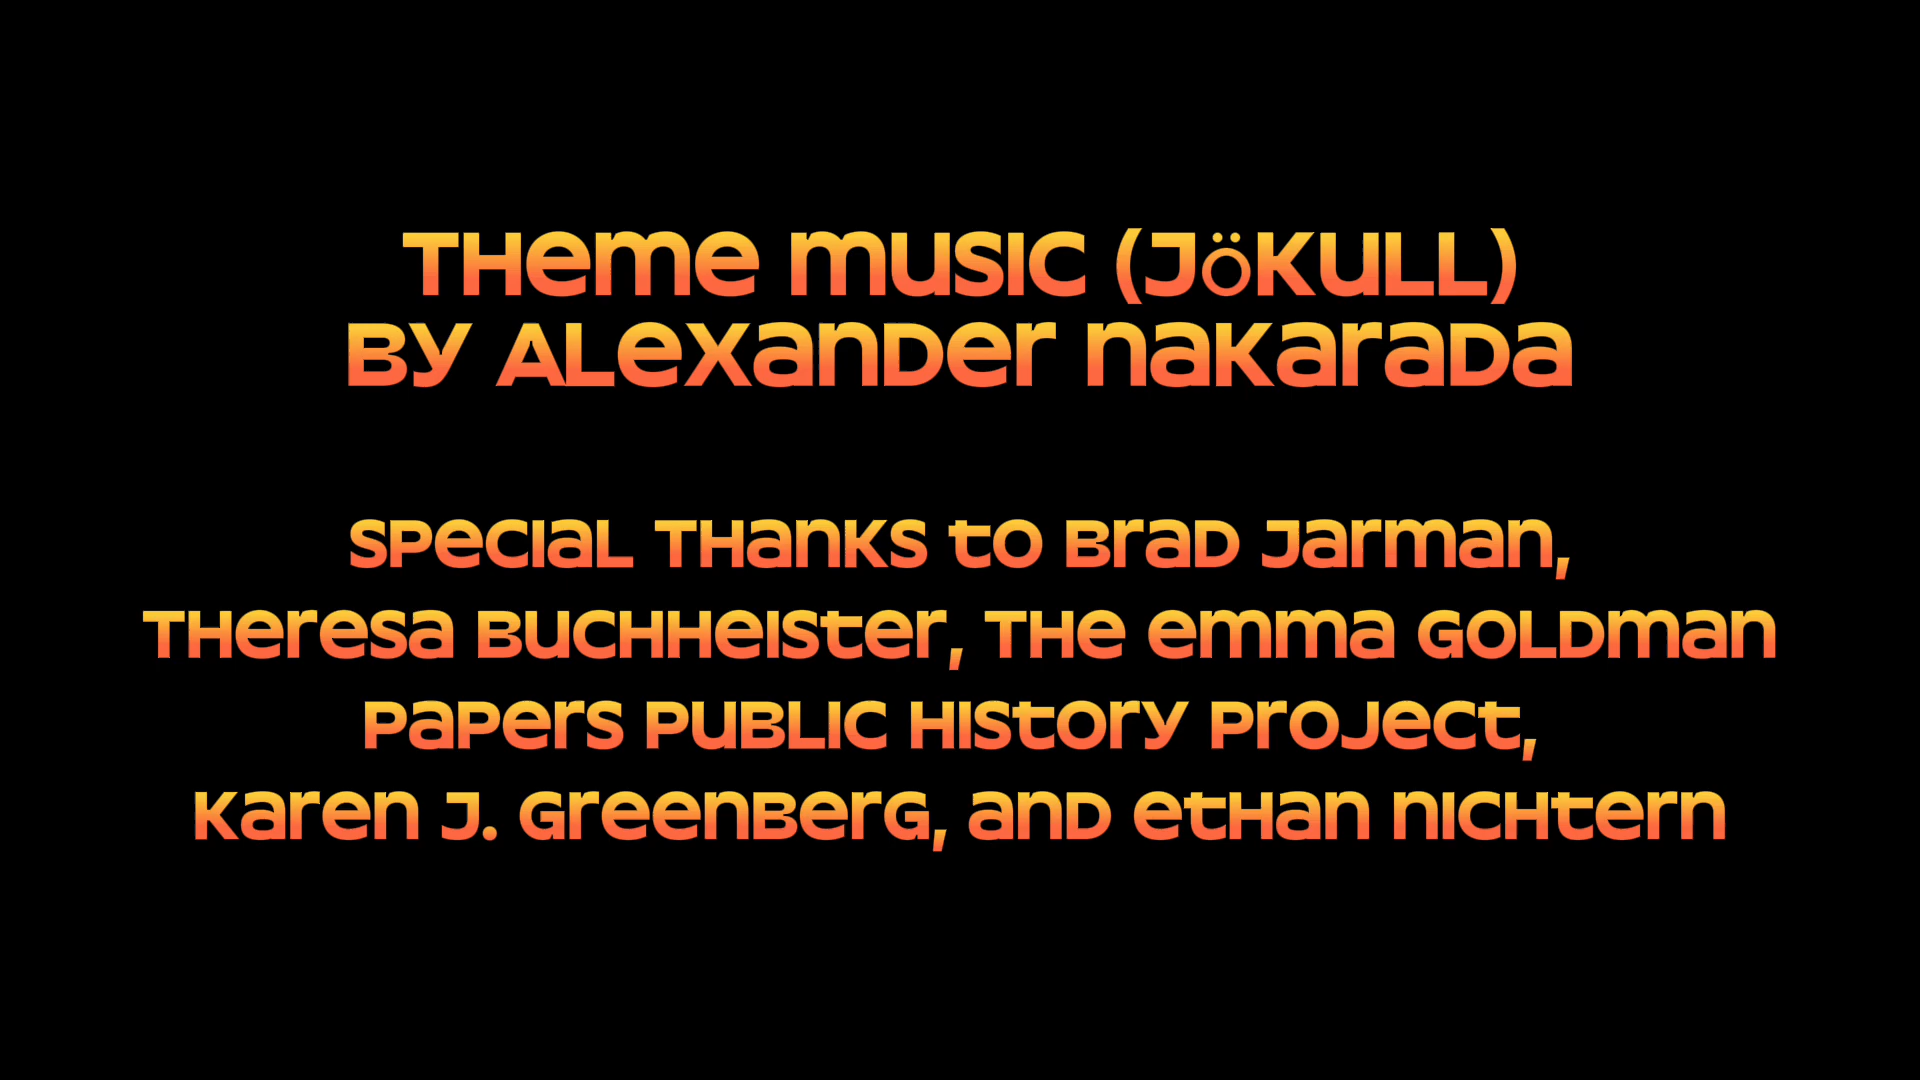 Theme Music (Jökull)
by Alexander Nakarada
Special thanks to Brad Jarman,
Theresa Buchheister, The Emma Goldman
Papers Public History Project,
Karen J. Greenberg, and Ethan Nichtern